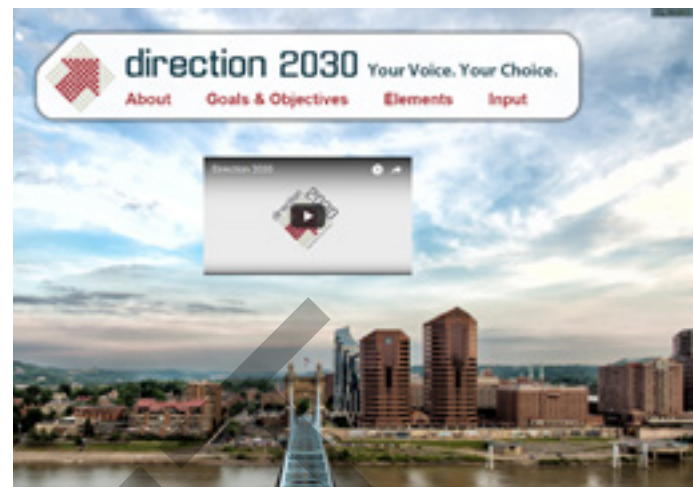 direction 2030 Your Voice. Your Choice.
About Goals & Objectives Elements Input
Direction 2030